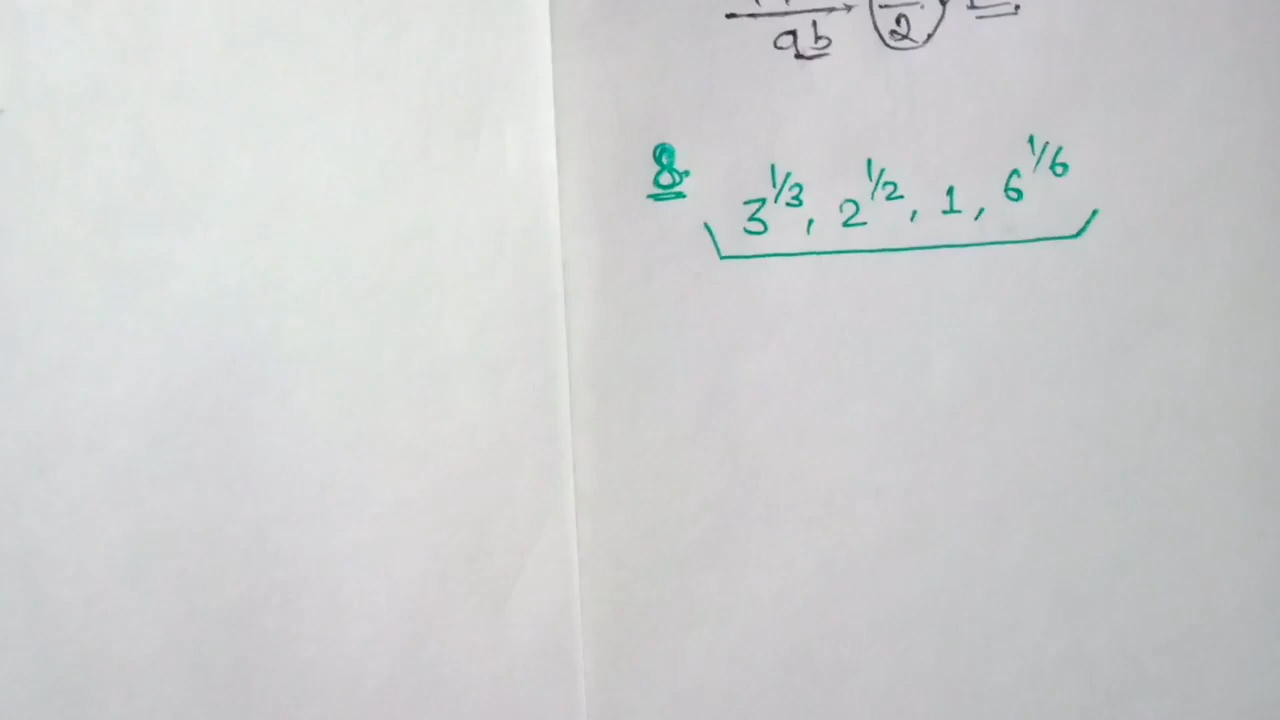 ab 2
8. 3^{1/3}, 2^{1/2}, 1, 6^{1/6}